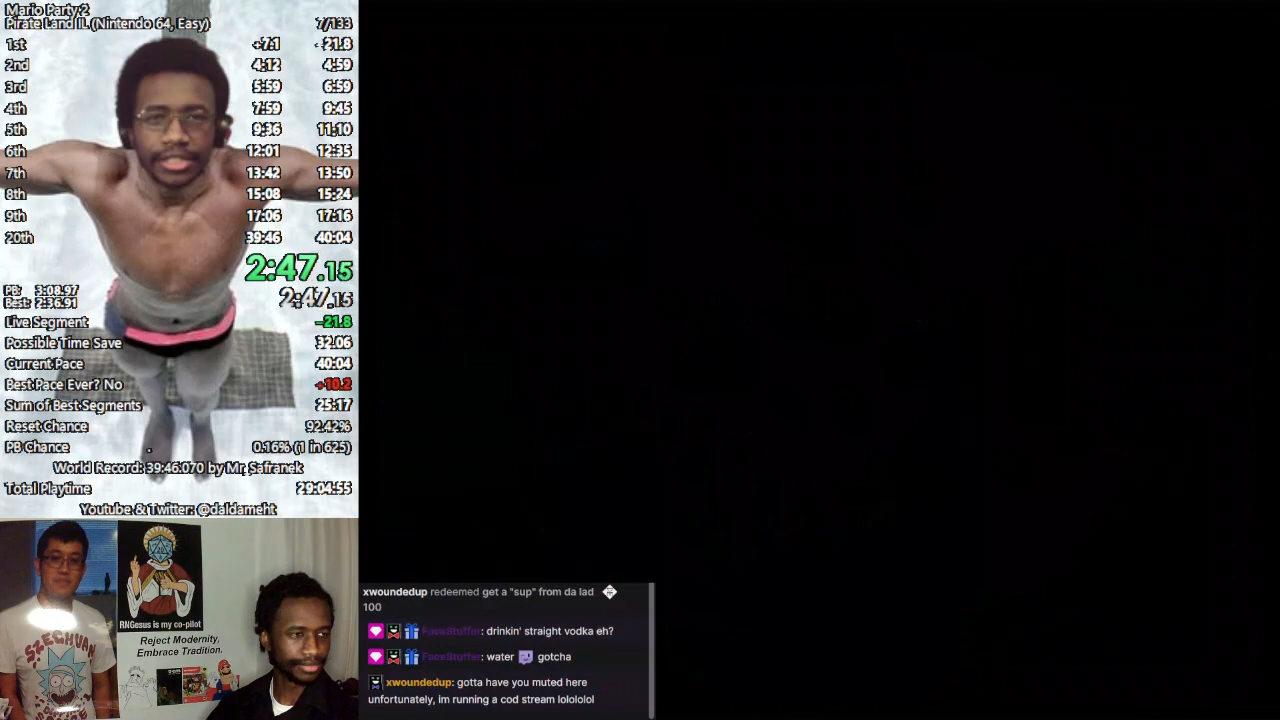 Mario Party 2
Pirate Land IL (Nintendo 64, Easy) 7/133
1st +7.1 -21.8
2nd 4:12 4:59
3rd 5:59 6:59
4th 7:59 9:45
5th 9:36 11:10
6th 12:01 12:35
7th 13:42 13:50
8th 15:08 15:24
9th 17:06 17:16
20th 39:46 40:04
2:47.15
PB: 3:08.97
Best: 2:36.91 2:47.15
Live Segment -21.8
Possible Time Save 32.06
Current Pace 40:04
Best Pace Ever? No +10.2
Sum of Best Segments 25:17
Reset Chance 92.42%
PB Chance 0.16% (1 in 625)
World Record: 39:46.070 by Mr. Safranek
Total Playtime 29:04:55
Youtube & Twitter: @daldameht
SZECHUAN
RNGesus is my co-pilot
Reject Modernity,
Embrace Tradition.
xwoundedup redeemed get a "sup" from da lad
100
FaceStuffer: drinkin' straight vodka eh?
FaceStuffer: water gotcha
xwoundedup: gotta have you muted here
unfortunately, im running a cod stream lolololol